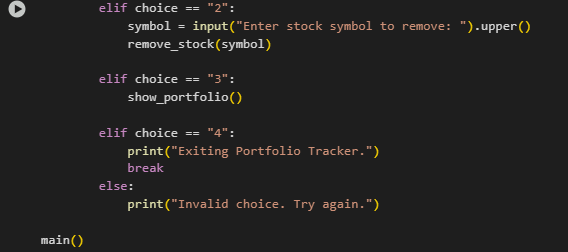 elif choice == "2":
symbol = input("Enter stock symbol to remove: ").upper()
remove_stock(symbol)
elif choice == "3":
show_portfolio()
elif choice == "4":
print("Exiting Portfolio Tracker.")
break
else:
print("Invalid choice. Try again.")
main()